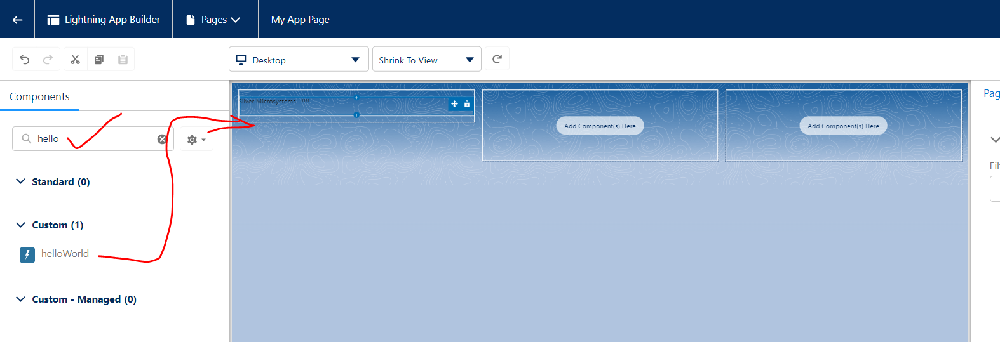 Lightning App Builder
Pages
My App Page
Desktop
Shrink To View
Components
Pag
hello
Silver Microsystems....!!!!
Add Component(s) Here
Add Component(s) Here
Fil
Standard (0)
Custom (1)
helloWorld
Custom - Managed (0)